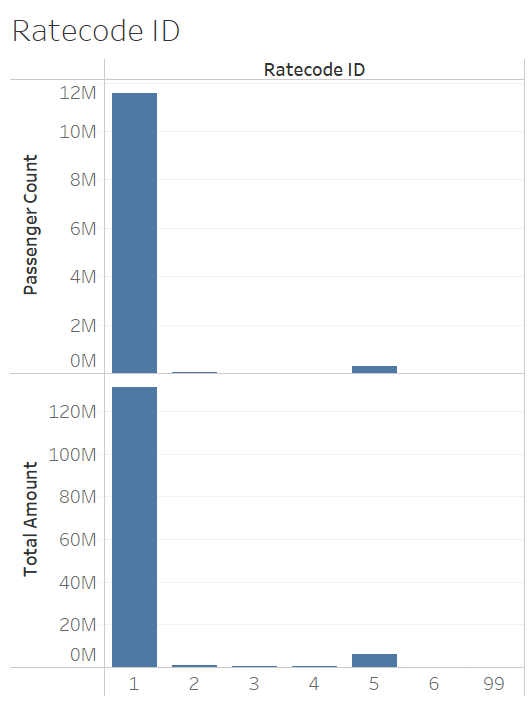 Ratecode ID
Ratecode ID
Passenger Count
12M
10M
8M
6M
4M
2M
0M
Total Amount
120M
100M
80M
60M
40M
20M
0M
1 2 3 4 5 6 99